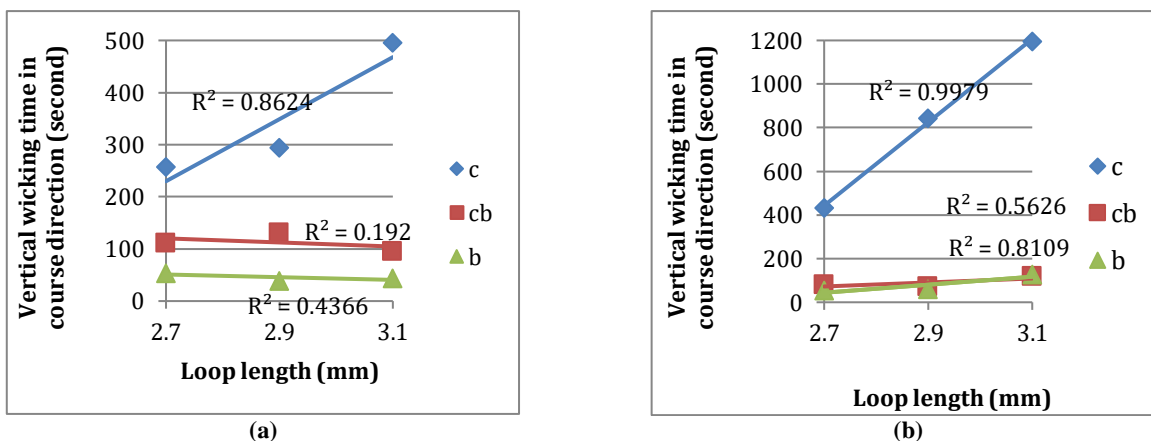 Vertical wicking time in
course direction (second)
500
400
300
200
100
0
R² = 0.8624
R² = 0.192
R² = 0.4366
2.7
2.9
3.1
Loop length (mm)
c
cb
b
(a)
Vertical wicking time in
course direction (second)
1200
1000
800
600
400
200
0
R² = 0.9979
R² = 0.5626
R² = 0.8109
2.7
2.9
3.1
Loop length (mm)
c
cb
b
(b)